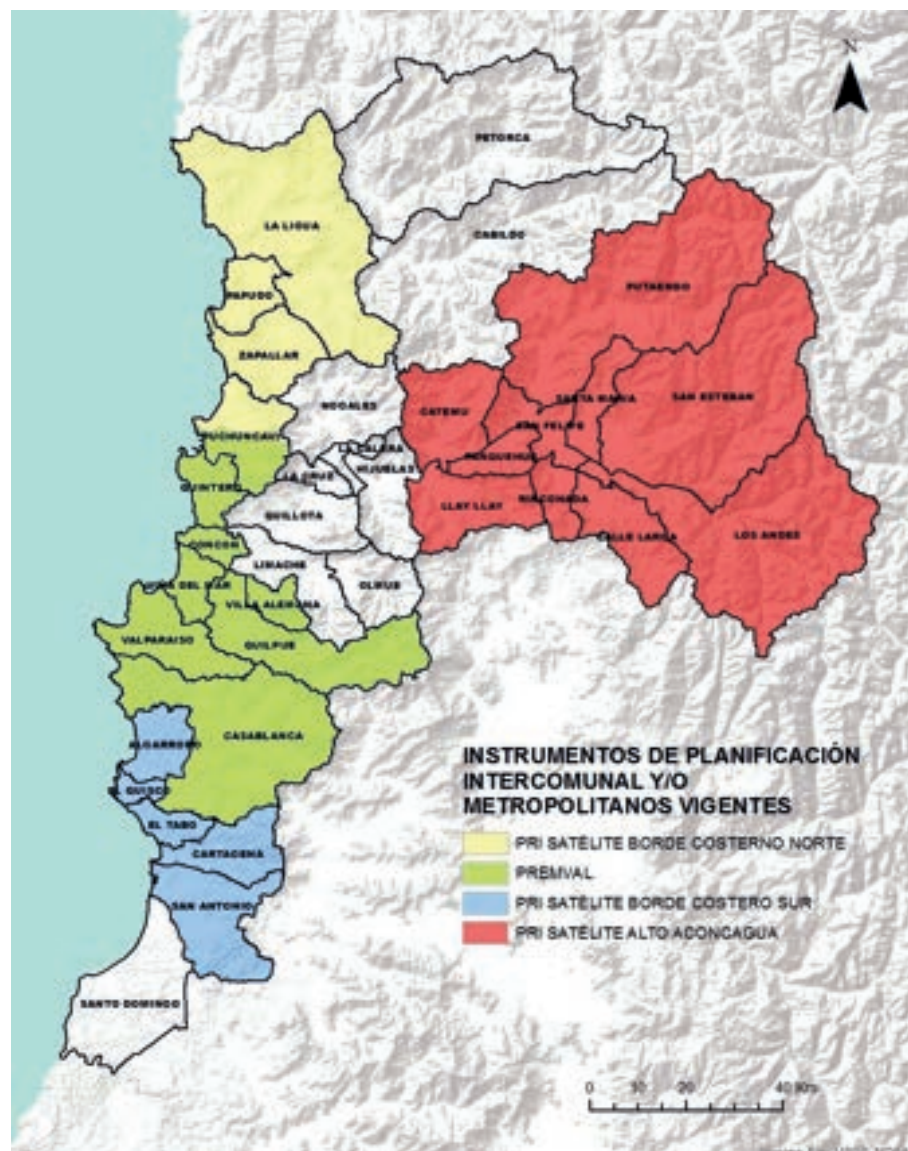 N
PETORCA
LA LIGUA
CABILDO
PUTAENDO
PAPUDO
ZAPALLAR
SANTA MARIA
SAN ESTEBAN
NOGALES
CATEMU
SAN FELIPE
PUCHUNCAVI
LA CALERA
HIJUELAS
PANQUEHUE
LA CRUZ
QUINTERO
RINCONADA
LLAY LLAY
QUILLOTA
CALLE LARGA
LOS ANDES
CONCON
LIMACHE
OLMUE
VIÑA DEL MAR
VILLA ALEMANA
VALPARAISO
QUILPUE
CASABLANCA
ALGARROBO
EL QUISCO
EL TABO
CARTAGENA
SAN ANTONIO
SANTO DOMINGO
INSTRUMENTOS DE PLANIFICACIÓN
INTERCOMUNAL Y/O
METROPOLITANOS VIGENTES
PRI SATÉLITE BORDE COSTERNO NORTE
PREMVAL
PRI SATÉLITE BORDE COSTERO SUR
PRI SATÉLITE ALTO ACONCAGUA
0 10 20 40 Km